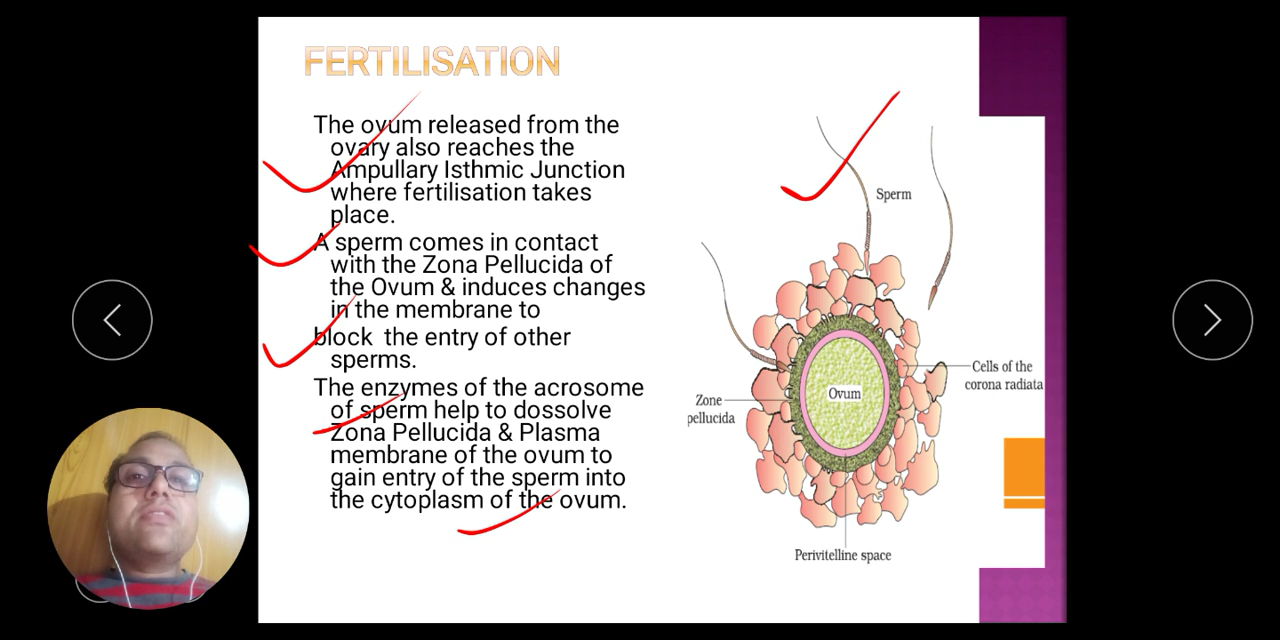 FERTILISATION
The ovum released from the
ovary also reaches the
Ampullary Isthmic Junction
where fertilisation takes
place.
A sperm comes in contact
with the Zona Pellucida of
the Ovum & induces changes
in the membrane to
block the entry of other
sperms.
The enzymes of the acrosome
of sperm help to dossolve
Zona Pellucida & Plasma
membrane of the ovum to
gain entry of the sperm into
the cytoplasm of the ovum.
Sperm
Cells of the
corona radiata
Ovum
Zone
pellucida
Perivitelline space